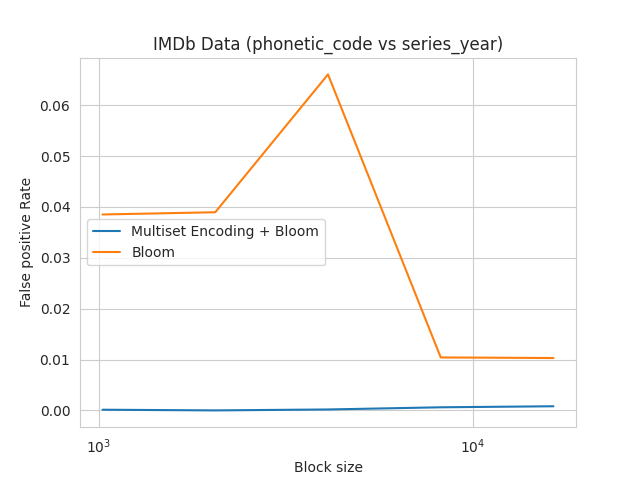 IMDb Data (phonetic_code vs series_year)
False positive Rate
0.06
0.05
0.04
0.03
0.02
0.01
0.00
Multiset Encoding + Bloom
Bloom
10³
10⁴
Block size